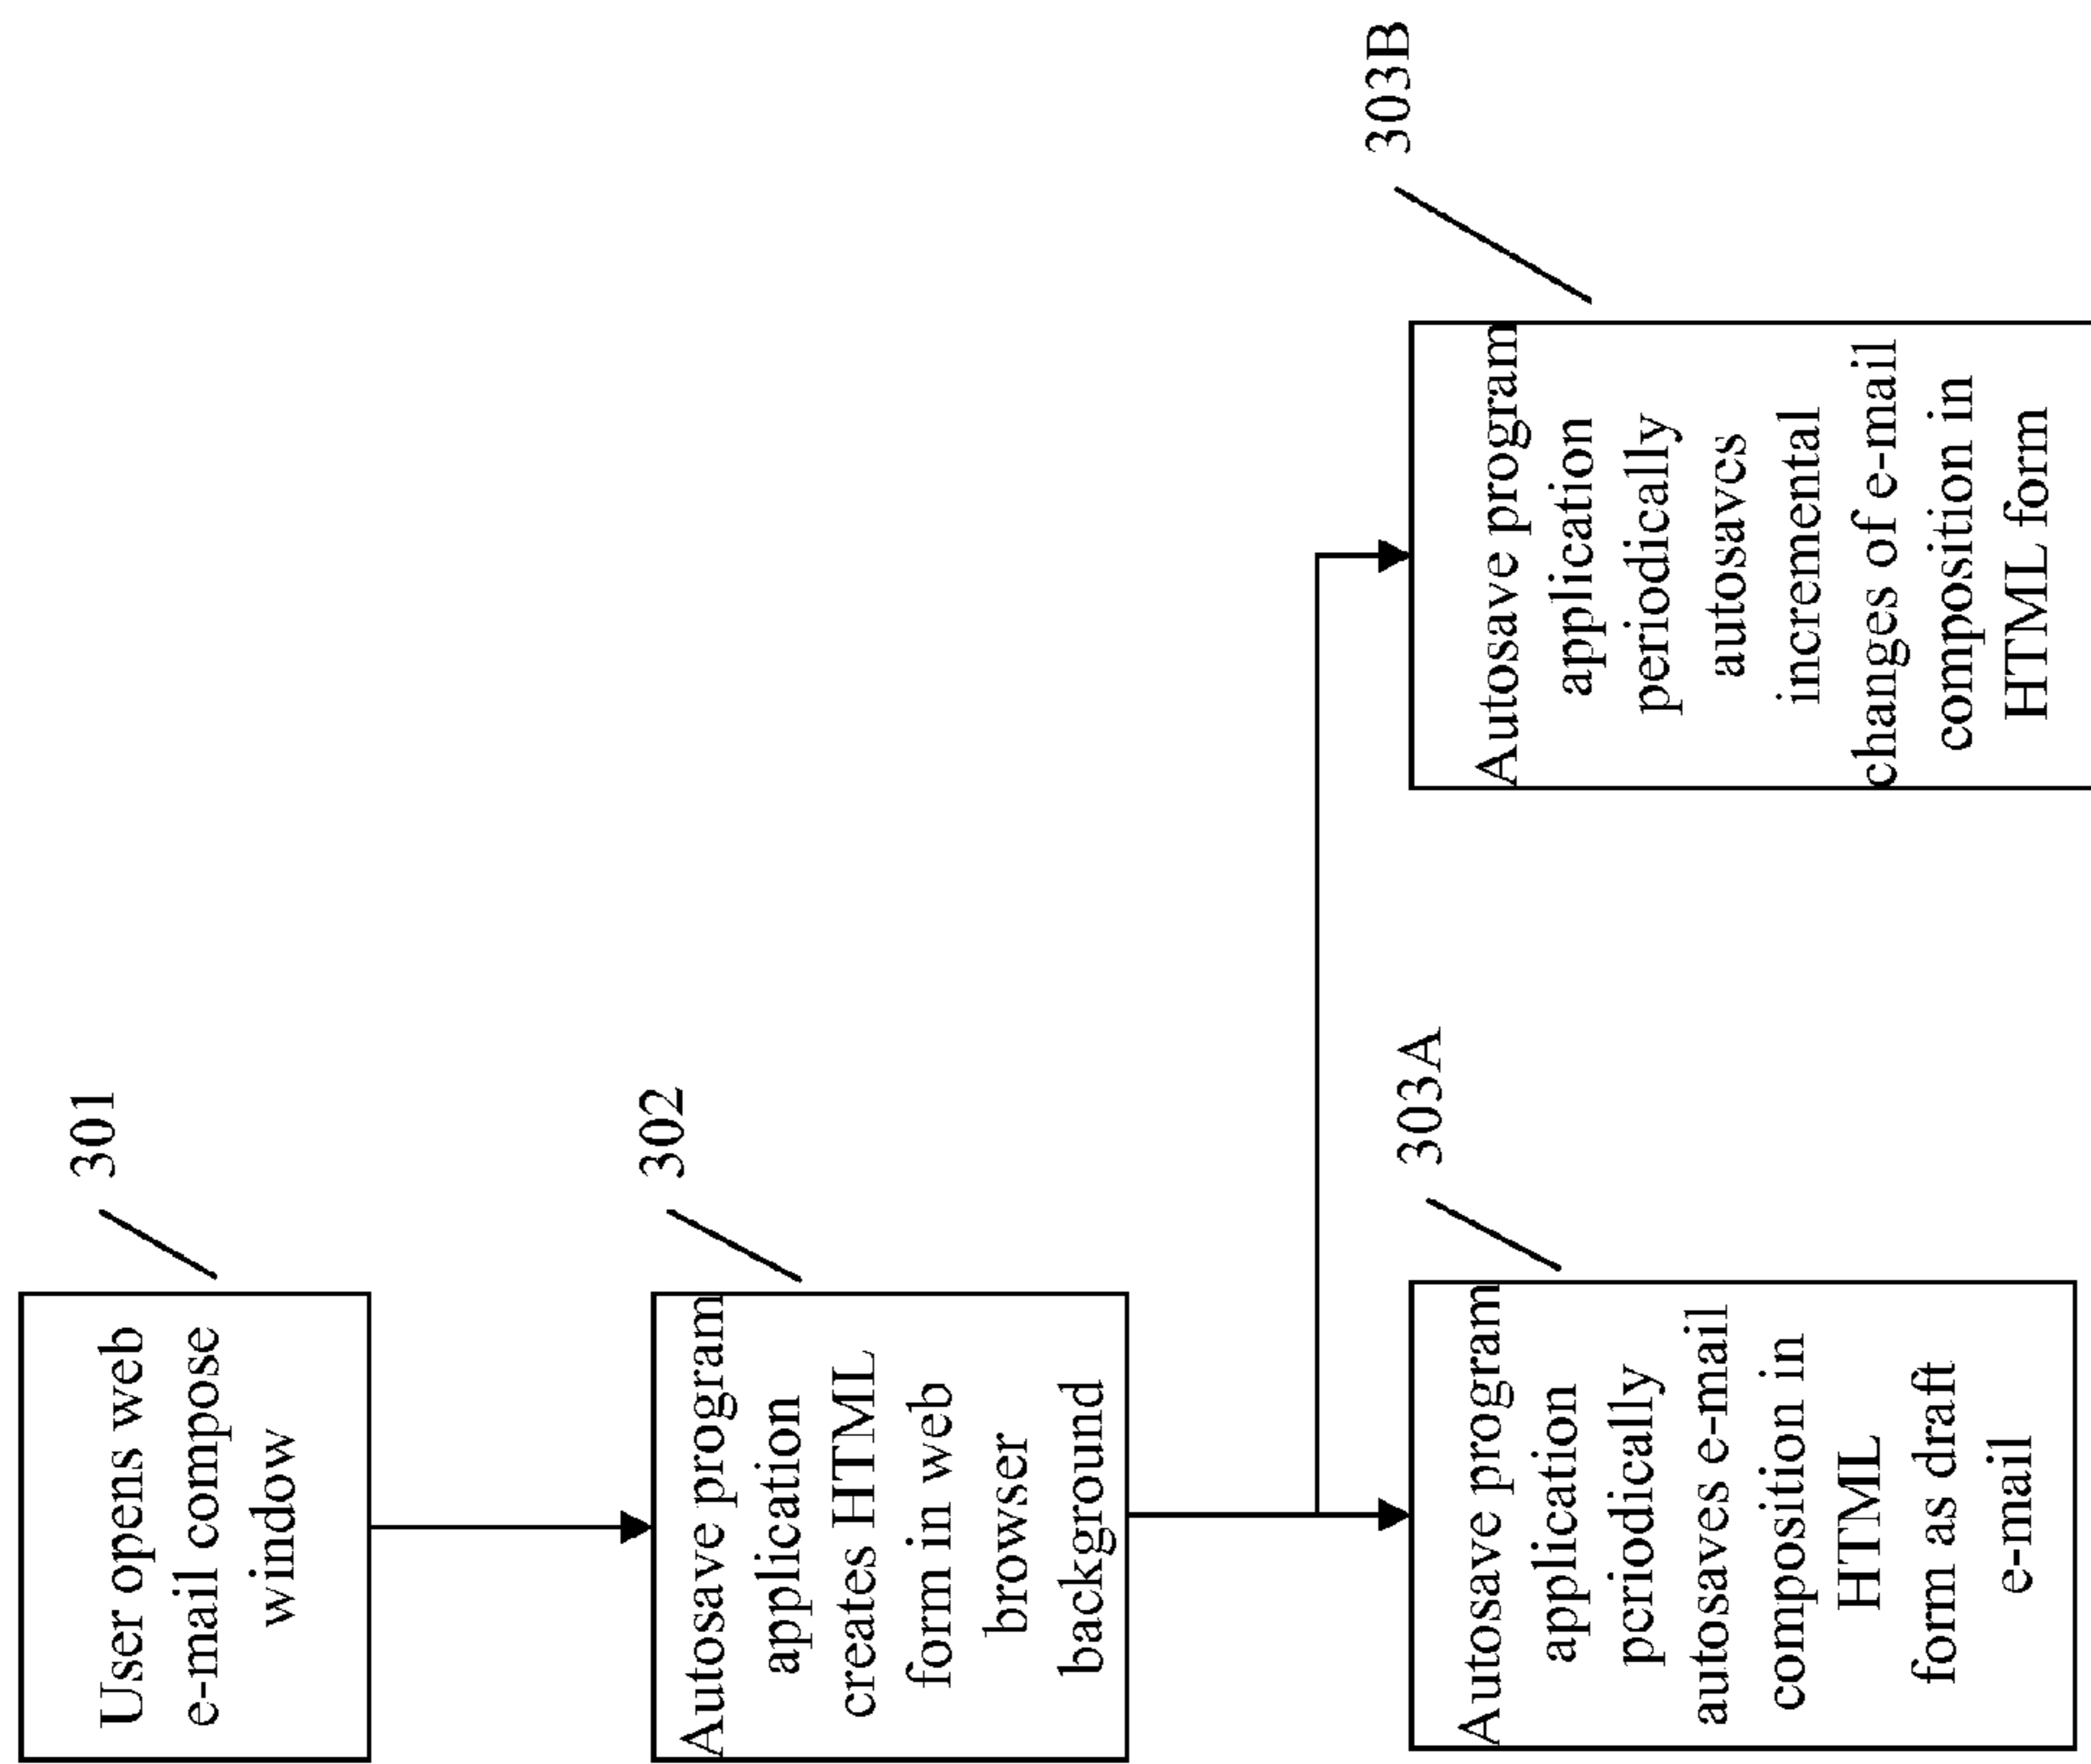 301
User opens web
e-mail compose
window
302
Autosave program
application
creates HTML
form in web
browser
background
303A
Autosave program
application
periodically
autosaves e-mail
composition in
HTML
form as draft
e-mail
303B
Autosave program
application
periodically
autosaves
incremental
changes of e-mail
composition in
HTML form